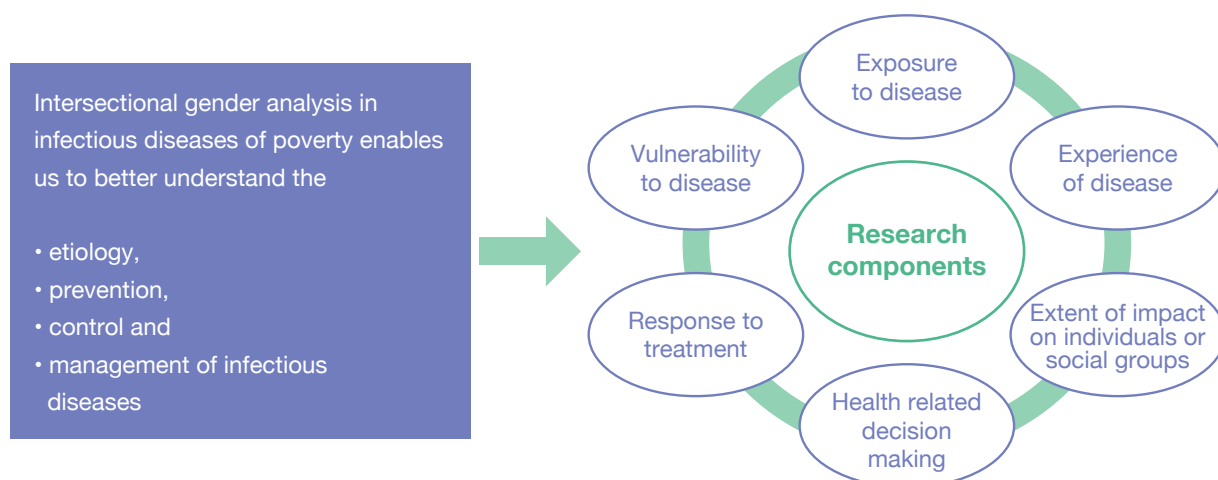 Intersectional gender analysis in
infectious diseases of poverty enables
us to better understand the
• etiology,
• prevention,
• control and
• management of infectious
diseases
Exposure
to disease
Experience
of disease
Extent of impact
on individuals or
social groups
Health related
decision
making
Response to
treatment
Vulnerability
to disease
Research
components